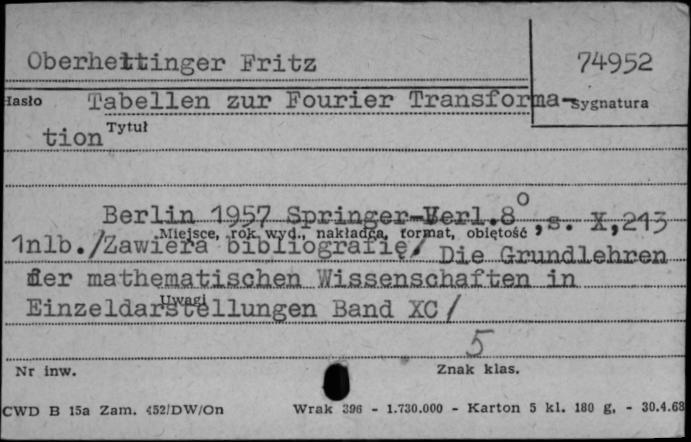 Oberhettinger Fritz
74952
Hasło
Tabellen zur Fourier Transforma-
Sygnatura
Tytuł
tion
Berlin 1957 Springer-Verl.8°,s. X,213
Miejsce, rok wyd., nakładca, format, objętość
1nlb./Zawiera bibliografię/ Die Grundlehren
der mathematischen Wissenschaften in
Uwagi
Einzeldarstellungen Band XC/
5
Nr inw.
Znak klas.
CWD B 15a Zam. 452/DW/On
Wrak 396 - 1.730.000 - Karton 5 kl. 180 g, - 30.4.68